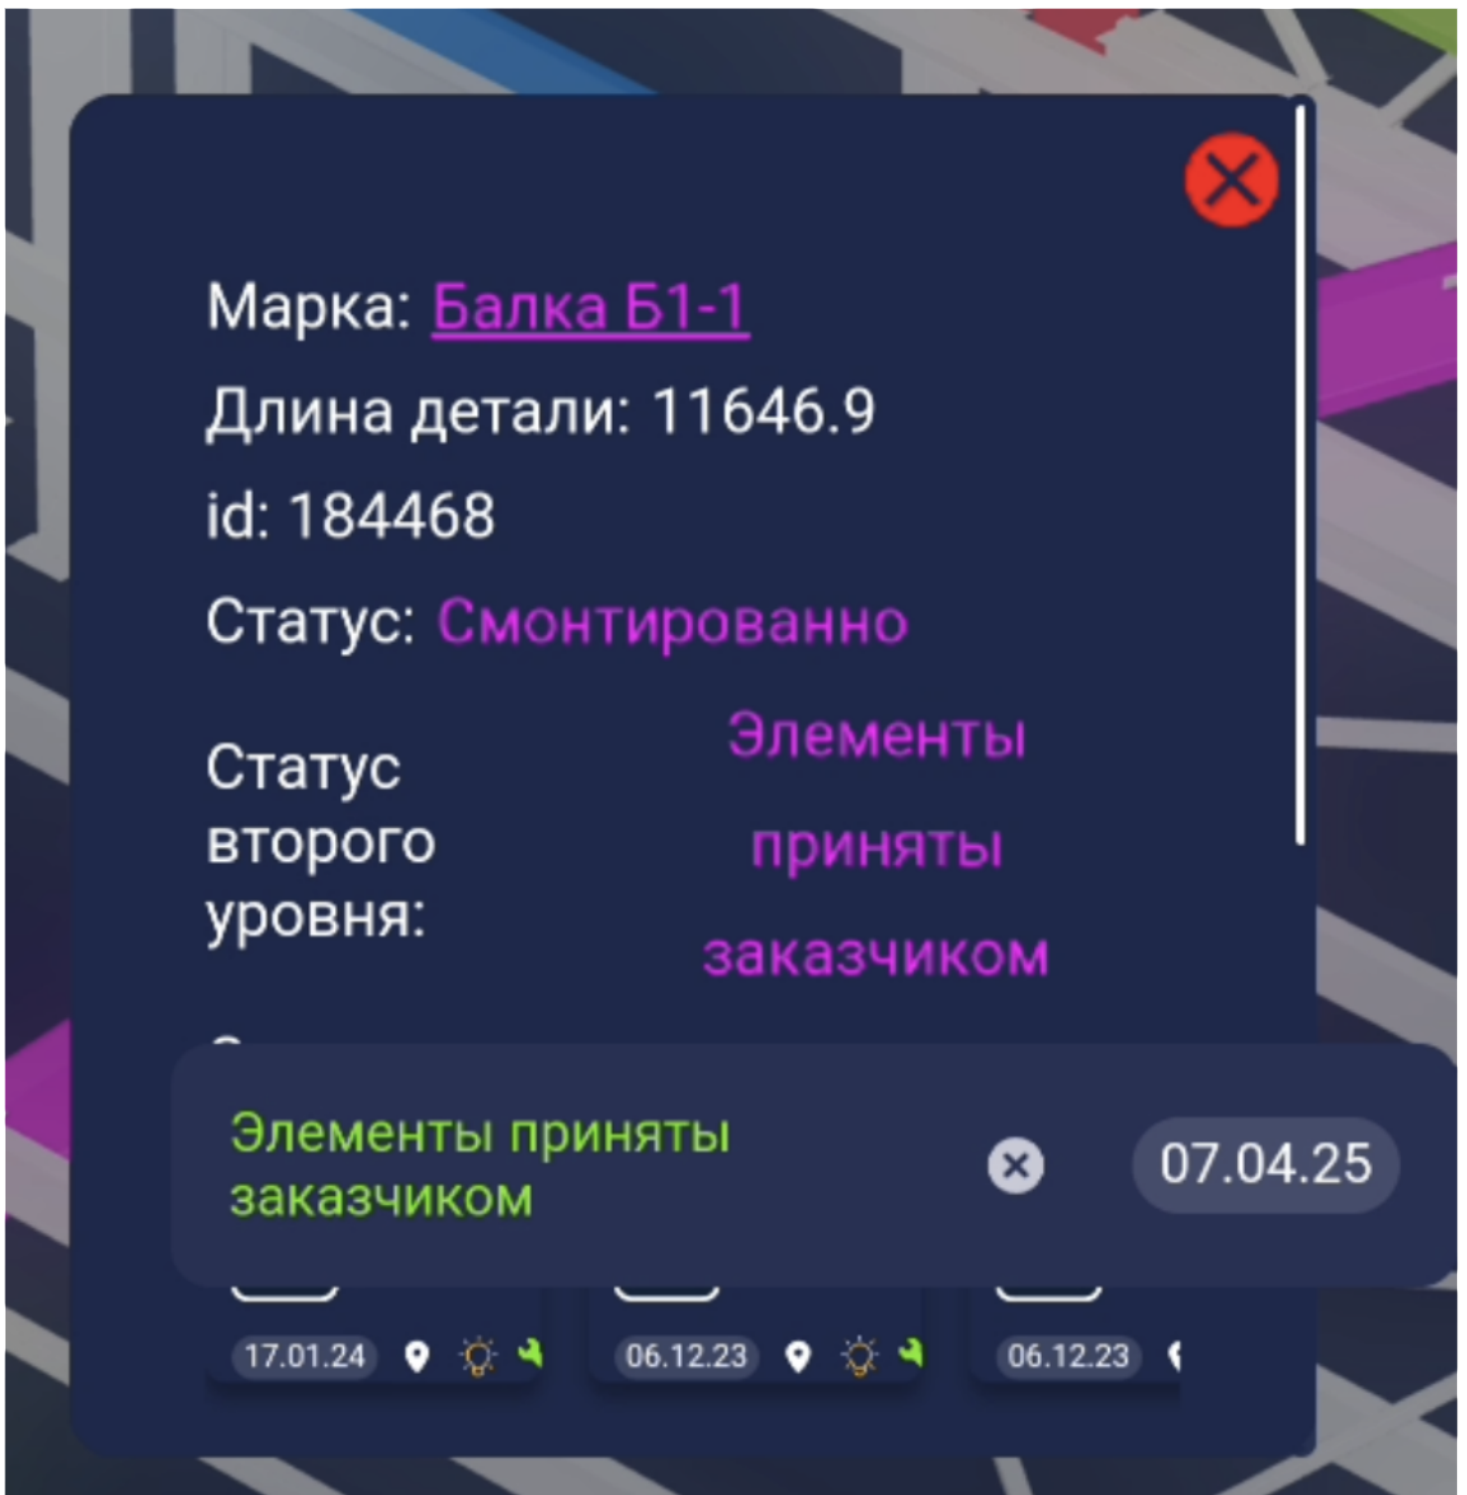 Марка: Балка Б1-1
Длина детали: 11646.9
id: 184468
Статус: Смонтированно
Статус
второго
уровня:
Элементы
приняты
заказчиком
Элементы приняты
заказчиком
07.04.25
17.01.24
06.12.23
06.12.23